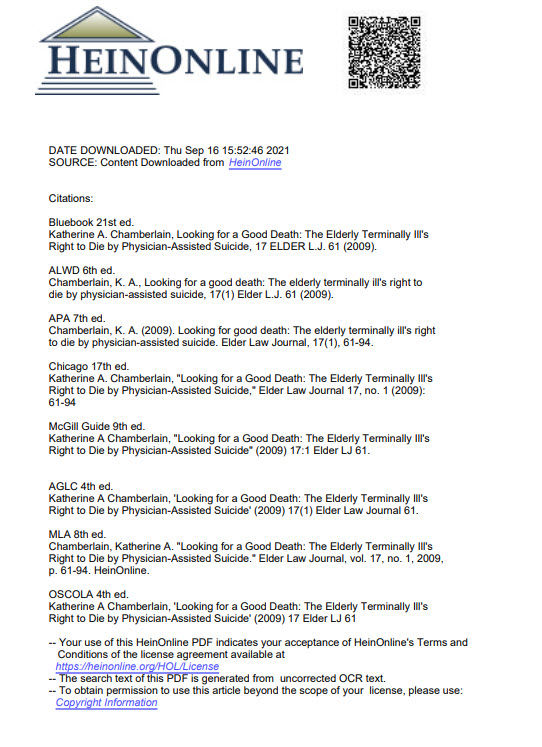 HEINONLINE
DATE DOWNLOADED: Thu Sep 16 15:52:46 2021
SOURCE: Content Downloaded from HeinOnline
Citations:
Bluebook 21st ed.
Katherine A. Chamberlain, Looking for a Good Death: The Elderly Terminally Ill's
Right to Die by Physician-Assisted Suicide, 17 ELDER L.J. 61 (2009).
ALWD 6th ed.
Chamberlain, K. A., Looking for a good death: The elderly terminally ill's right to
die by physician-assisted suicide, 17(1) Elder L.J. 61 (2009).
APA 7th ed.
Chamberlain, K. A. (2009). Looking for good death: The elderly terminally ill's right
to die by physician-assisted suicide. Elder Law Journal, 17(1), 61-94.
Chicago 17th ed.
Katherine A. Chamberlain, "Looking for a Good Death: The Elderly Terminally Ill's
Right to Die by Physician-Assisted Suicide," Elder Law Journal 17, no. 1 (2009):
61-94
McGill Guide 9th ed.
Katherine A Chamberlain, "Looking for a Good Death: The Elderly Terminally Ill's
Right to Die by Physician-Assisted Suicide" (2009) 17:1 Elder LJ 61.
AGLC 4th ed.
Katherine A Chamberlain, 'Looking for a Good Death: The Elderly Terminally Ill's
Right to Die by Physician-Assisted Suicide' (2009) 17(1) Elder Law Journal 61.
MLA 8th ed.
Chamberlain, Katherine A. "Looking for a Good Death: The Elderly Terminally Ill's
Right to Die by Physician-Assisted Suicide." Elder Law Journal, vol. 17, no. 1, 2009,
p. 61-94. HeinOnline.
OSCOLA 4th ed.
Katherine A Chamberlain, 'Looking for a Good Death: The Elderly Terminally Ill's
Right to Die by Physician-Assisted Suicide' (2009) 17 Elder LJ 61
-- Your use of this HeinOnline PDF indicates your acceptance of HeinOnline's Terms and
Conditions of the license agreement available at
https://heinonline.org/HOL/License
-- The search text of this PDF is generated from uncorrected OCR text.
-- To obtain permission to use this article beyond the scope of your license, please use:
Copyright Information